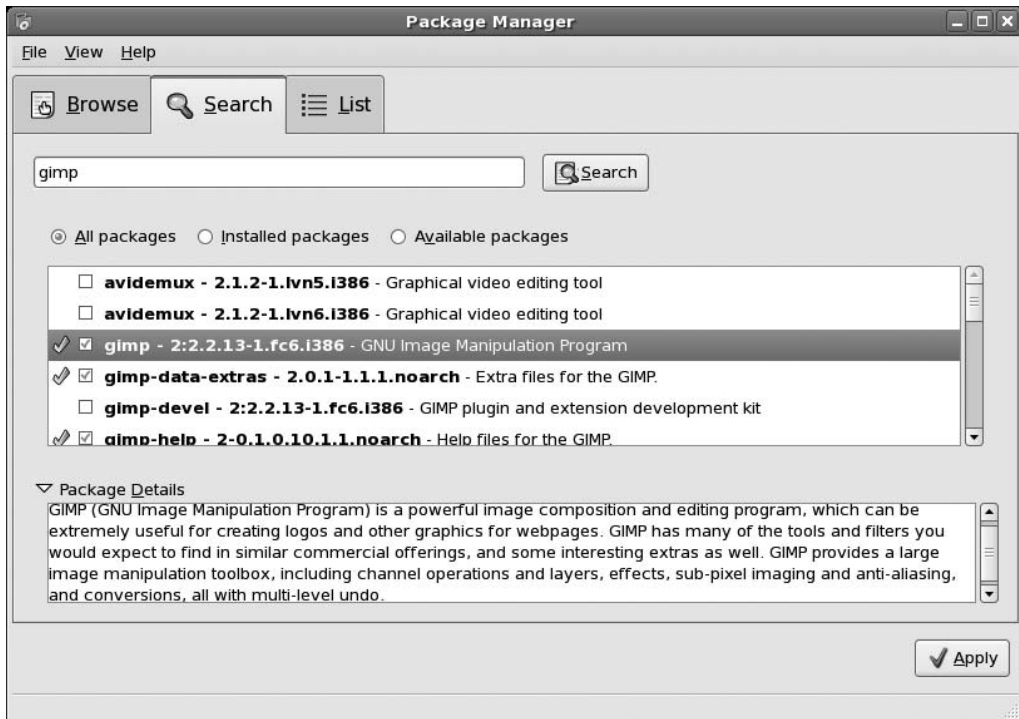 Package Manager
File View Help
Browse Search List
gimp Search
All packages Installed packages Available packages
avidemux - 2.1.2-1.lvn5.i386 - Graphical video editing tool
avidemux - 2.1.2-1.lvn6.i386 - Graphical video editing tool
gimp - 2:2.2.13-1.fc6.i386 - GNU Image Manipulation Program
gimp-data-extras - 2.0.1-1.1.1.noarch - Extra files for the GIMP.
gimp-devel - 2:2.2.13-1.fc6.i386 - GIMP plugin and extension development kit
gimp-help - 2-0.1.0.10.1.1.noarch - Help files for the GIMP.
Package Details
GIMP (GNU Image Manipulation Program) is a powerful image composition and editing program, which can be
extremely useful for creating logos and other graphics for webpages. GIMP has many of the tools and filters you
would expect to find in similar commercial offerings, and some interesting extras as well. GIMP provides a large
image manipulation toolbox, including channel operations and layers, effects, sub-pixel imaging and anti-aliasing,
and conversions, all with multi-level undo.
Apply